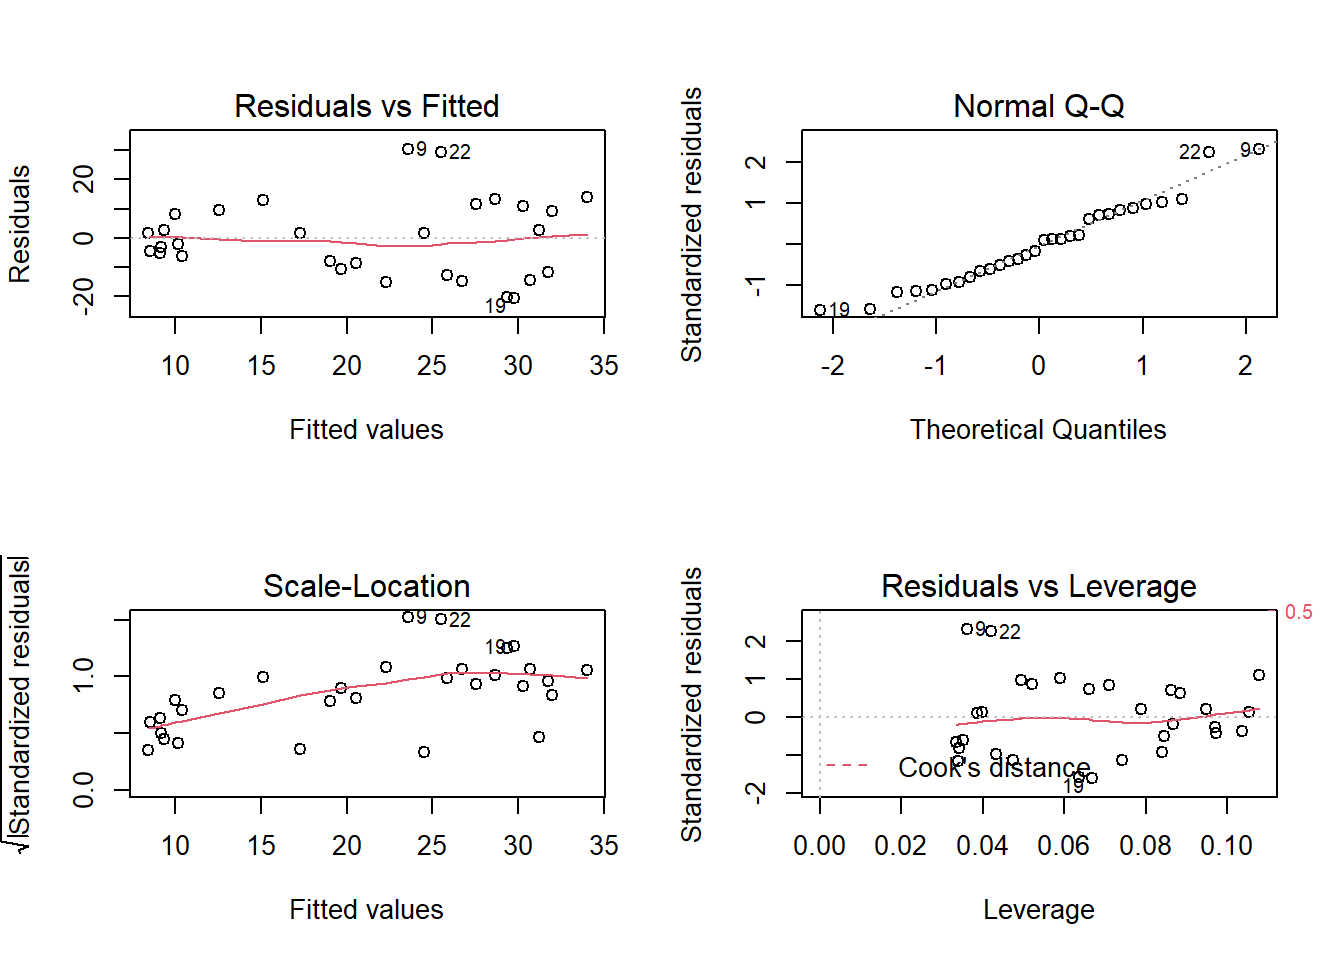 Residuals vs Fitted
Residuals
20
0
-20
9
22
19
10 15 20 25 30 35
Fitted values
Normal Q-Q
Standardized residuals
2
1
-1
22
9
19
-2 -1 0 1 2
Theoretical Quantiles
Scale-Location
√|Standardized residuals|
1.0
0.0
9
22
19
10 15 20 25 30 35
Fitted values
Residuals vs Leverage
Standardized residuals
2
1
0
-2
0.5
9
22
19
Cook's distance
0.00 0.02 0.04 0.06 0.08 0.10
Leverage